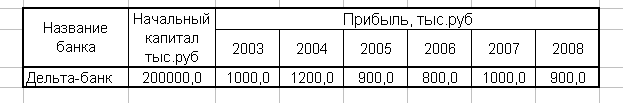 Название банка
Начальный капитал тыс.руб
Прибыль, тыс.руб
2003 2004 2005 2006 2007 2008
Дельта-банк 200000,0 1000,0 1200,0 900,0 800,0 1000,0 900,0